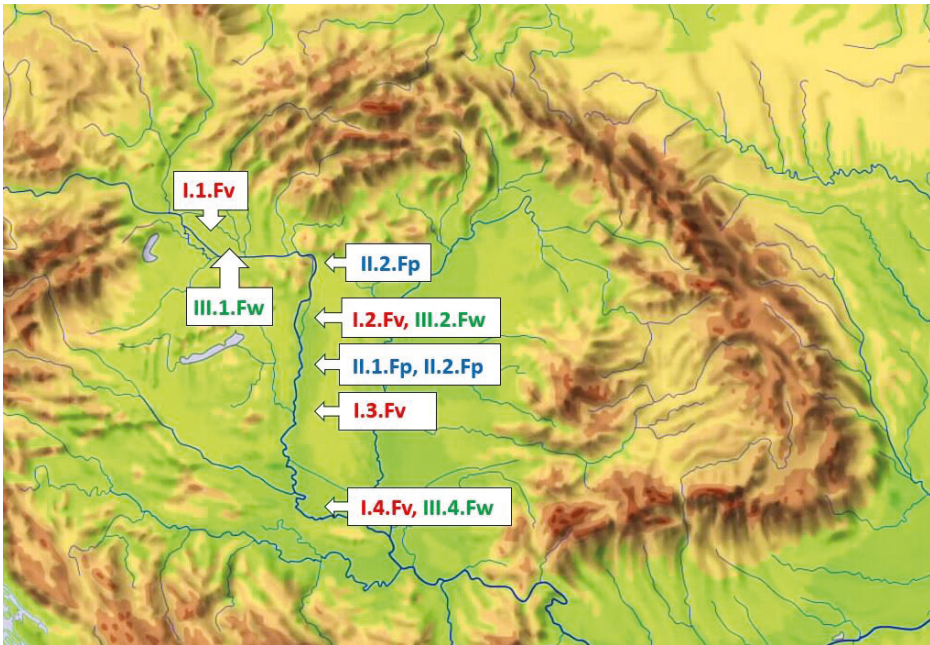 I.1.Fv
II.2.Fp
III.1.Fw
I.2.Fv, III.2.Fw
II.1.Fp, II.2.Fp
I.3.Fv
I.4.Fv, III.4.Fw